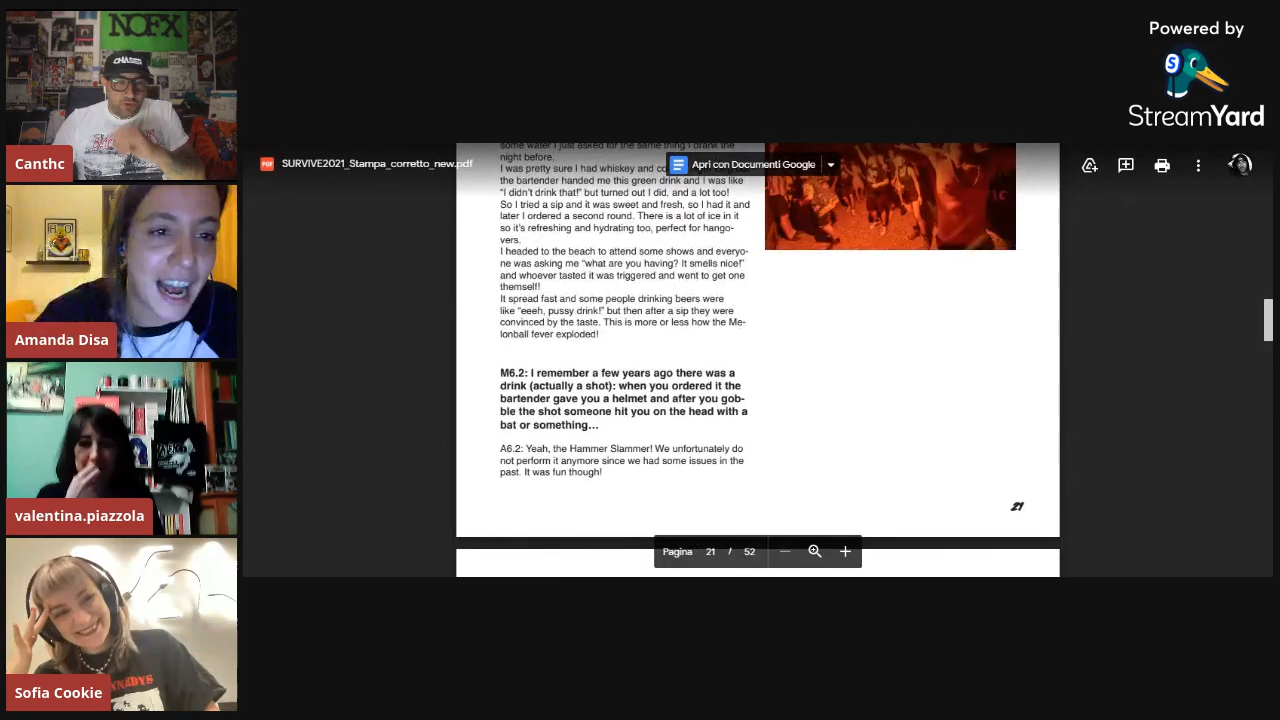 NOFX
CHASER
Canthc
Amanda Disa
valentina.piazzola
Sofia Cookie
Powered by
S
StreamYard
SURVIVE2021_Stampa_corretto_new.pdf
Apri con Documenti Google
some water I just asked for the same thing I drank the
night before.
I was pretty sure I had whiskey and
the bartender handed me this green drink and I was like
“I didn’t drink that!” but turned out I did, and a lot too!
So I tried a sip and it was sweet and fresh, so I had it and
later I ordered a second round. There is a lot of ice in it
so it’s refreshing and hydrating too, perfect for hango-
vers.
I headed to the beach to attend some shows and everyo-
ne was asking me “what are you having? It smells nice!”
and whoever tasted it was triggered and went to get one
themself!
It spread fast and some people drinking beers were
like “eeeh, pussy drink!” but then after a sip they were
convinced by the taste. This is more or less how the Me-
lonball fever exploded!
M6.2: I remember a few years ago there was a
drink (actually a shot): when you ordered it the
bartender gave you a helmet and after you gob-
ble the shot someone hit you on the head with a
bat or something…
A6.2: Yeah, the Hammer Slammer! We unfortunately do
not perform it anymore since we had some issues in the
past. It was fun though!
21
Pagina 21 / 52